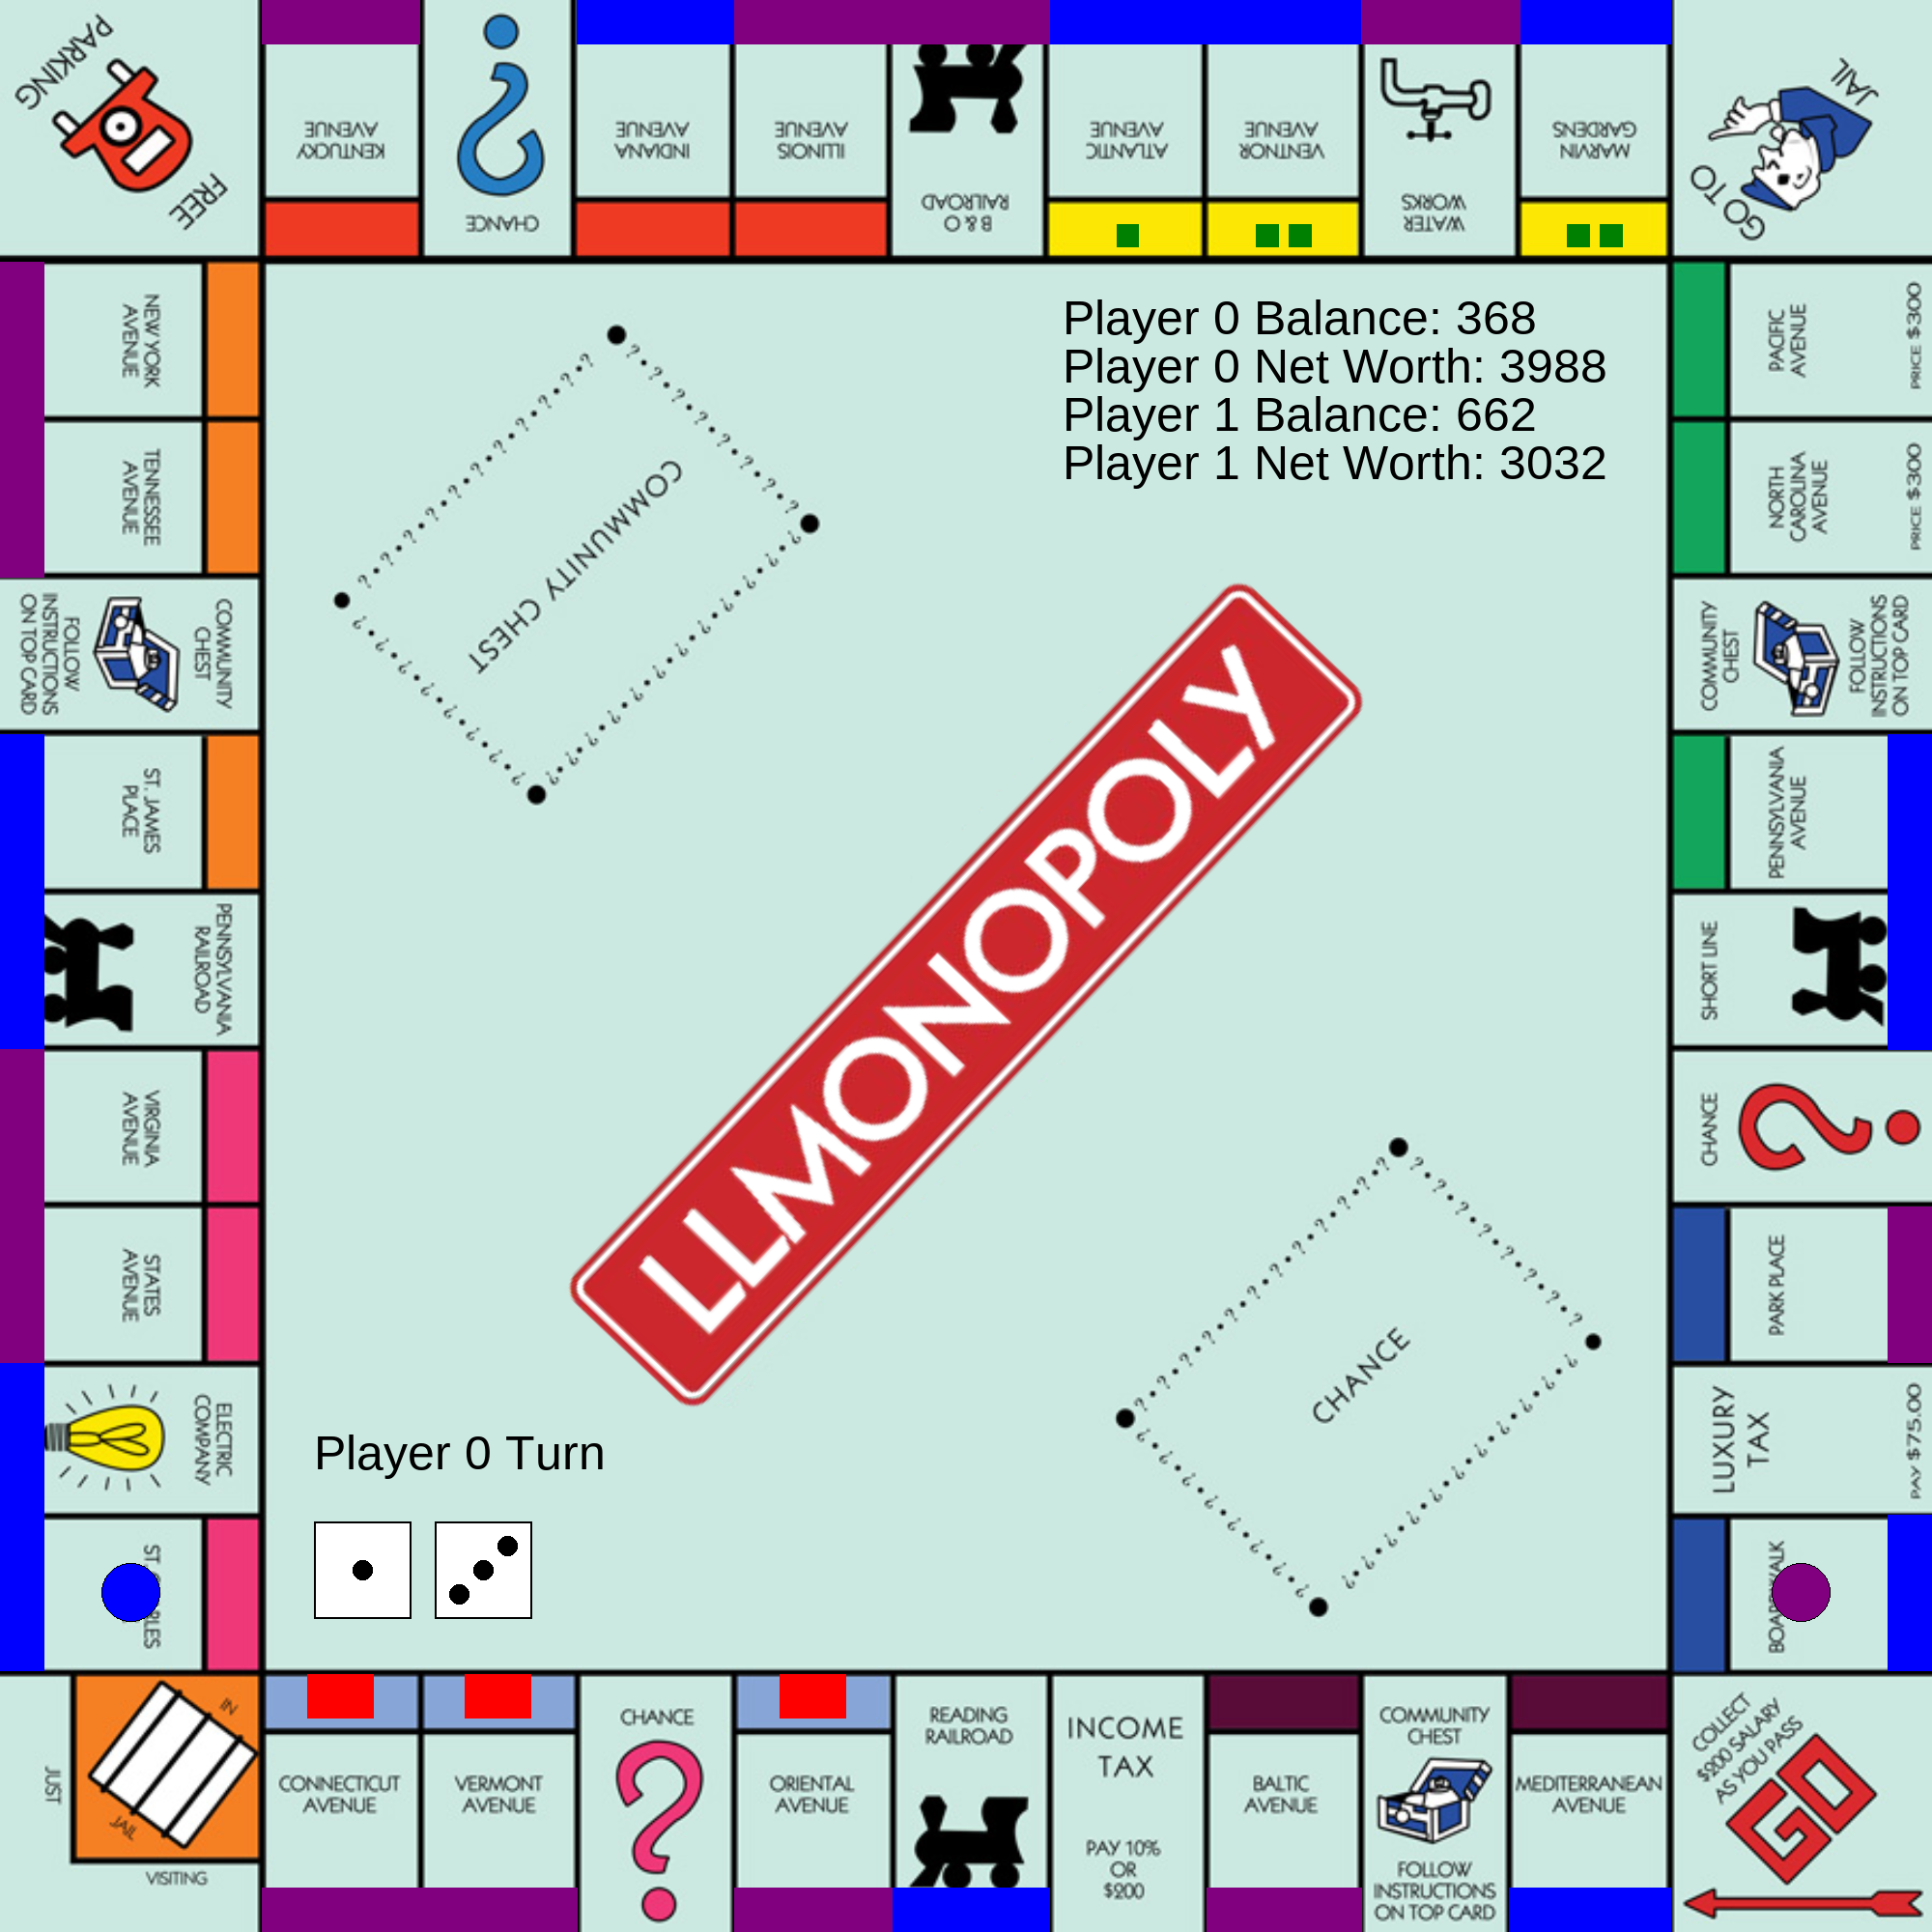 PARKING
FREE
KENTUCKY
AVENUE
CHANCE
INDIANA
AVENUE
ILLINOIS
AVENUE
B & O
RAILROAD
ATLANTIC
AVENUE
VENTNOR
AVENUE
WATER
WORKS
MARVIN
GARDENS
GO TO
JAIL
NEW YORK
AVENUE
TENNESSEE
AVENUE
COMMUNITY
CHEST
FOLLOW
INSTRUCTIONS
ON TOP CARD
ST. JAMES
PLACE
PENNSYLVANIA
RAILROAD
VIRGINIA
AVENUE
STATES
AVENUE
ELECTRIC
COMPANY
Player 0 Balance: 368
Player 0 Net Worth: 3988
Player 1 Balance: 662
Player 1 Net Worth: 3032
COMMUNITY CHEST
LLMONOPOLY
CHANCE
Player 0 Turn
PACIFIC
AVENUE
PRICE $300
NORTH
CAROLINA
AVENUE
PRICE $300
COMMUNITY
CHEST
FOLLOW
INSTRUCTIONS
ON TOP CARD
PENNSYLVANIA
AVENUE
SHORT LINE
CHANCE
PARK PLACE
LUXURY
TAX
PAY $75.00
JUST
VISITING
IN
JAIL
CONNECTICUT
AVENUE
VERMONT
AVENUE
CHANCE
ORIENTAL
AVENUE
READING
RAILROAD
INCOME
TAX
PAY 10%
OR
$200
BALTIC
AVENUE
COMMUNITY
CHEST
FOLLOW
INSTRUCTIONS
ON TOP CARD
MEDITERRANEAN
AVENUE
COLLECT
$200 SALARY
AS YOU PASS
GO